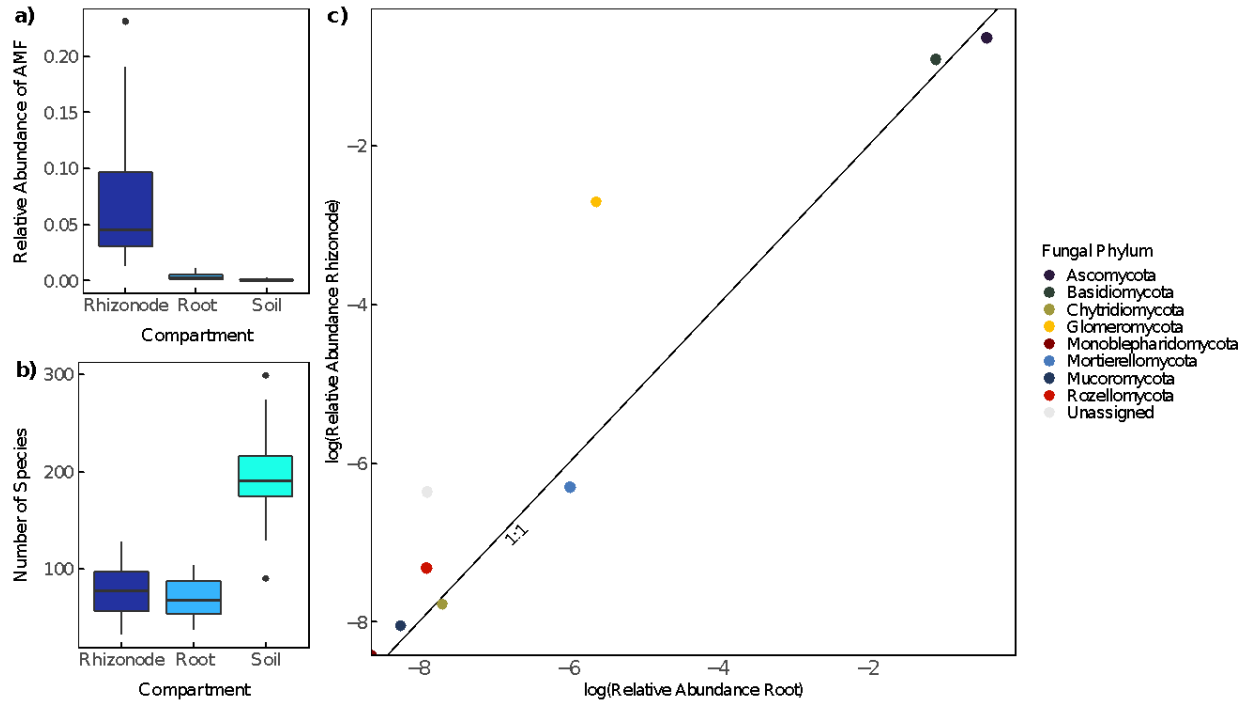 a)
Relative Abundance of AMF
0.20
0.15
0.10
0.05
0.00
Rhizonode Root Soil
Compartment
b)
Number of Species
300
200
100
Rhizonode Root Soil
Compartment
c)
log(Relative Abundance Rhizonode)
−2
−4
−6
−8
1:1
−8 −6 −4 −2
log(Relative Abundance Root)
Fungal Phylum
Ascomycota
Basidiomycota
Chytridiomycota
Glomeromycota
Monoblepharidomycota
Mortierellomycota
Mucoromycota
Rozellomycota
Unassigned